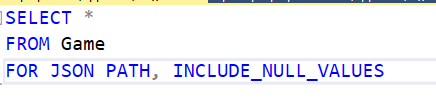 SELECT *
FROM Game
FOR JSON PATH, INCLUDE_NULL_VALUES